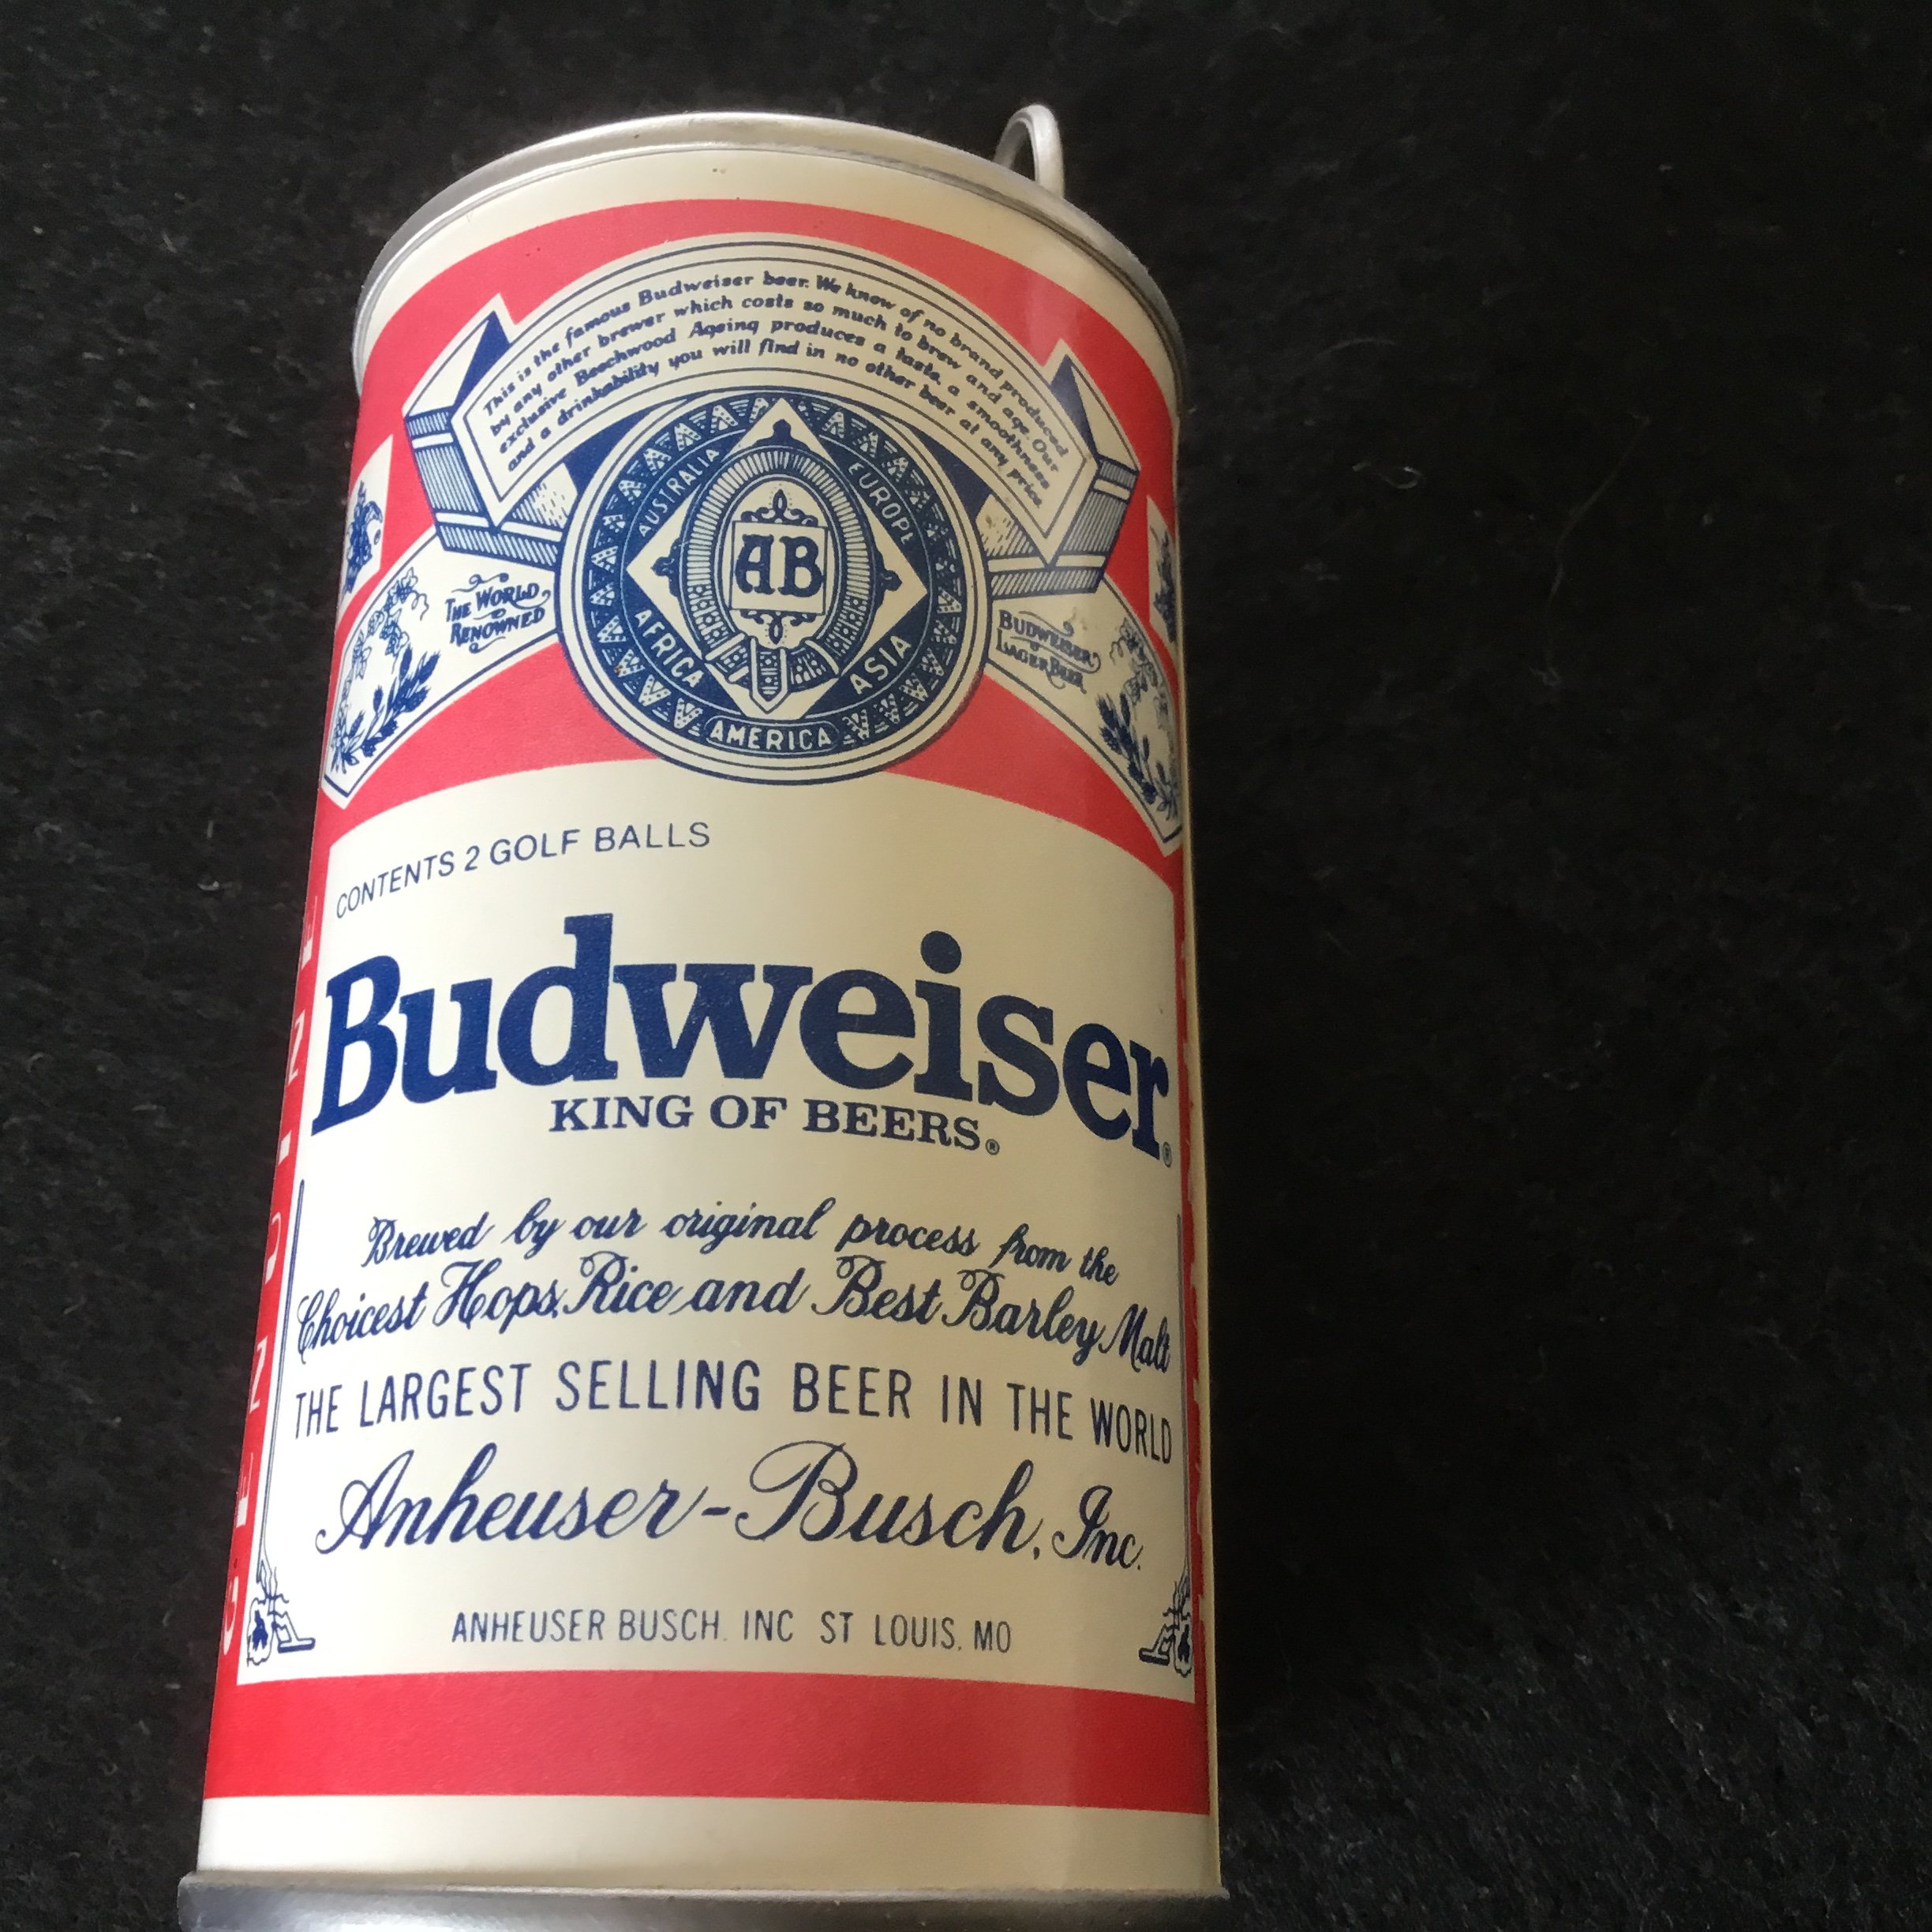 This is the famous Budweiser beer. We know of no brand produced
by any other brewer which costs so much to brew and age. Our
exclusive Beechwood Ageing produces a taste, a smoothness
and a drinkability you will find in no other beer at any price.
AUSTRALIA
EUROPE
AB
THE WORLD
RENOWNED
BUDWEISER
LAGER BEER
AFRICA
ASIA
AMERICA
CONTENTS 2 GOLF BALLS
Budweiser®
KING OF BEERS®
Brewed by our original process from the
Choicest Hops, Rice and Best Barley Malt
THE LARGEST SELLING BEER IN THE WORLD
Anheuser-Busch, Inc.
ANHEUSER BUSCH. INC ST LOUIS, MO